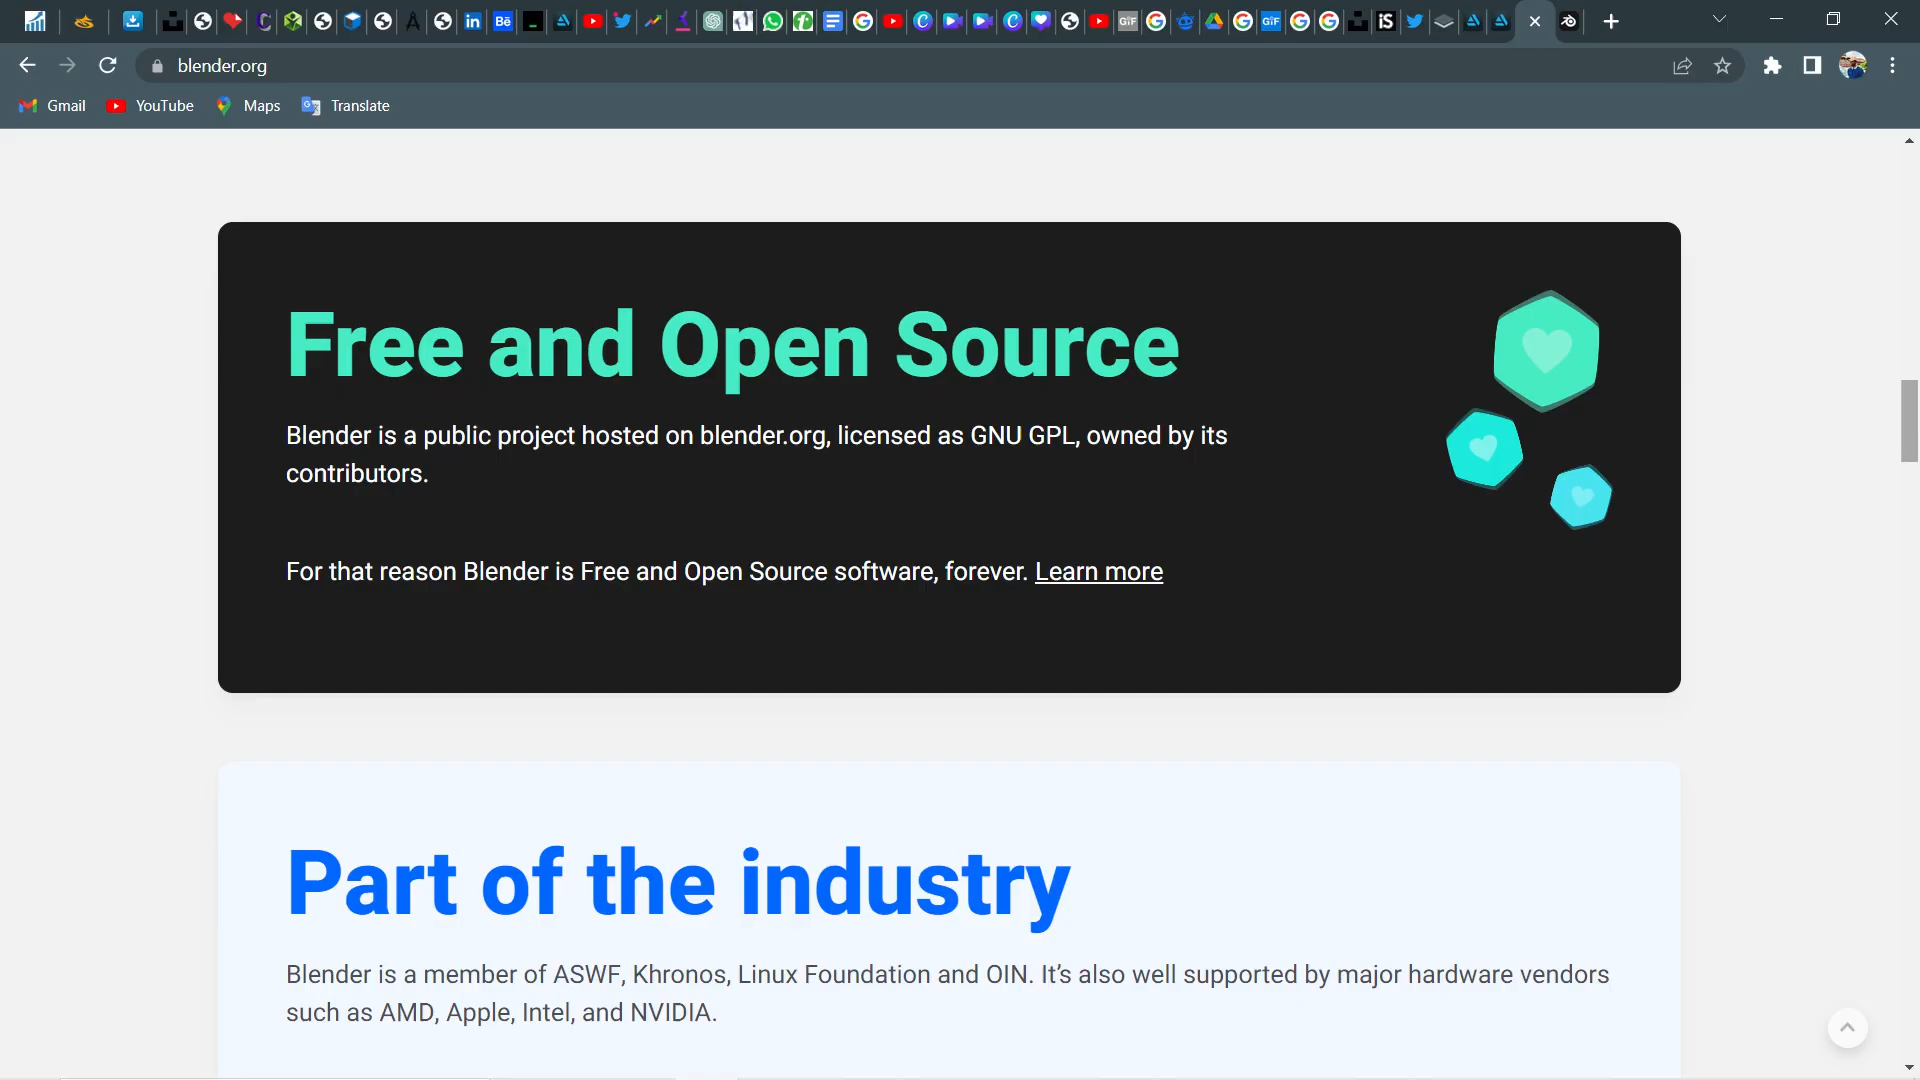 blender.org
Gmail YouTube Maps Translate
Free and Open Source
Blender is a public project hosted on blender.org, licensed as GNU GPL, owned by its
contributors.
For that reason Blender is Free and Open Source software, forever. Learn more
Part of the industry
Blender is a member of ASWF, Khronos, Linux Foundation and OIN. It’s also well supported by major hardware vendors
such as AMD, Apple, Intel, and NVIDIA.